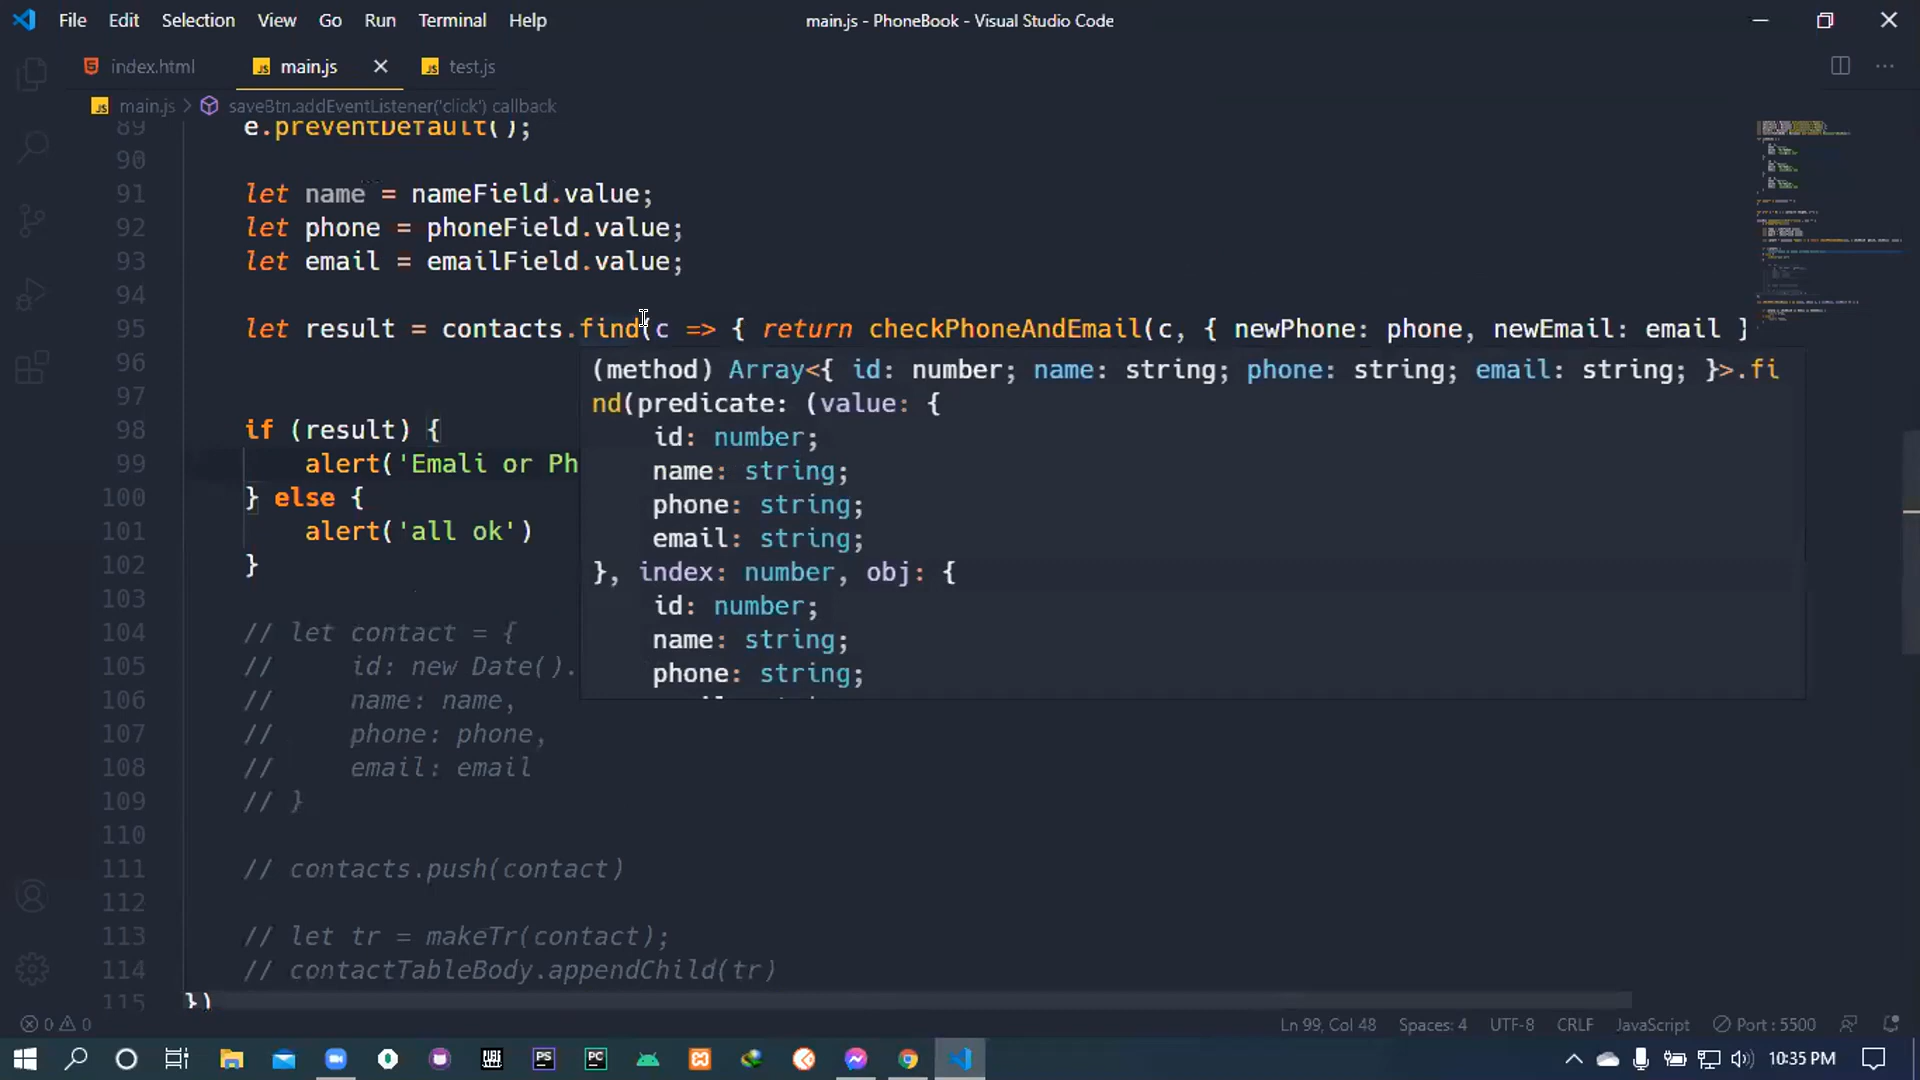 File Edit Selection View Go Run Terminal Help main.js - PhoneBook - Visual Studio Code
index.html main.js test.js
main.js > saveBtn.addEventListener('click') callback
89 e.preventDefault();
90
91 let name = nameField.value;
92 let phone = phoneField.value;
93 let email = emailField.value;
94
95 let result = contacts.find(c => { return checkPhoneAndEmail(c, { newPhone: phone, newEmail: email }
96 (method) Array<{ id: number; name: string; phone: string; email: string; }>.fi
97 nd(predicate: (value: {
98 if (result) { id: number;
99 alert('Emali or Ph name: string;
100 } else { phone: string;
101 alert('all ok') email: string;
102 } }, index: number, obj: {
103 id: number;
104 // let contact = { name: string;
105 // id: new Date(). phone: string;
106 // name: name,
107 // phone: phone,
108 // email: email
109 // }
110
111 // contacts.push(contact)
112
113 // let tr = makeTr(contact);
114 // contactTableBody.appendChild(tr)
115 })
0 0 Ln 99, Col 48 Spaces: 4 UTF-8 CRLF JavaScript Port : 5500
PS PC 10:35 PM